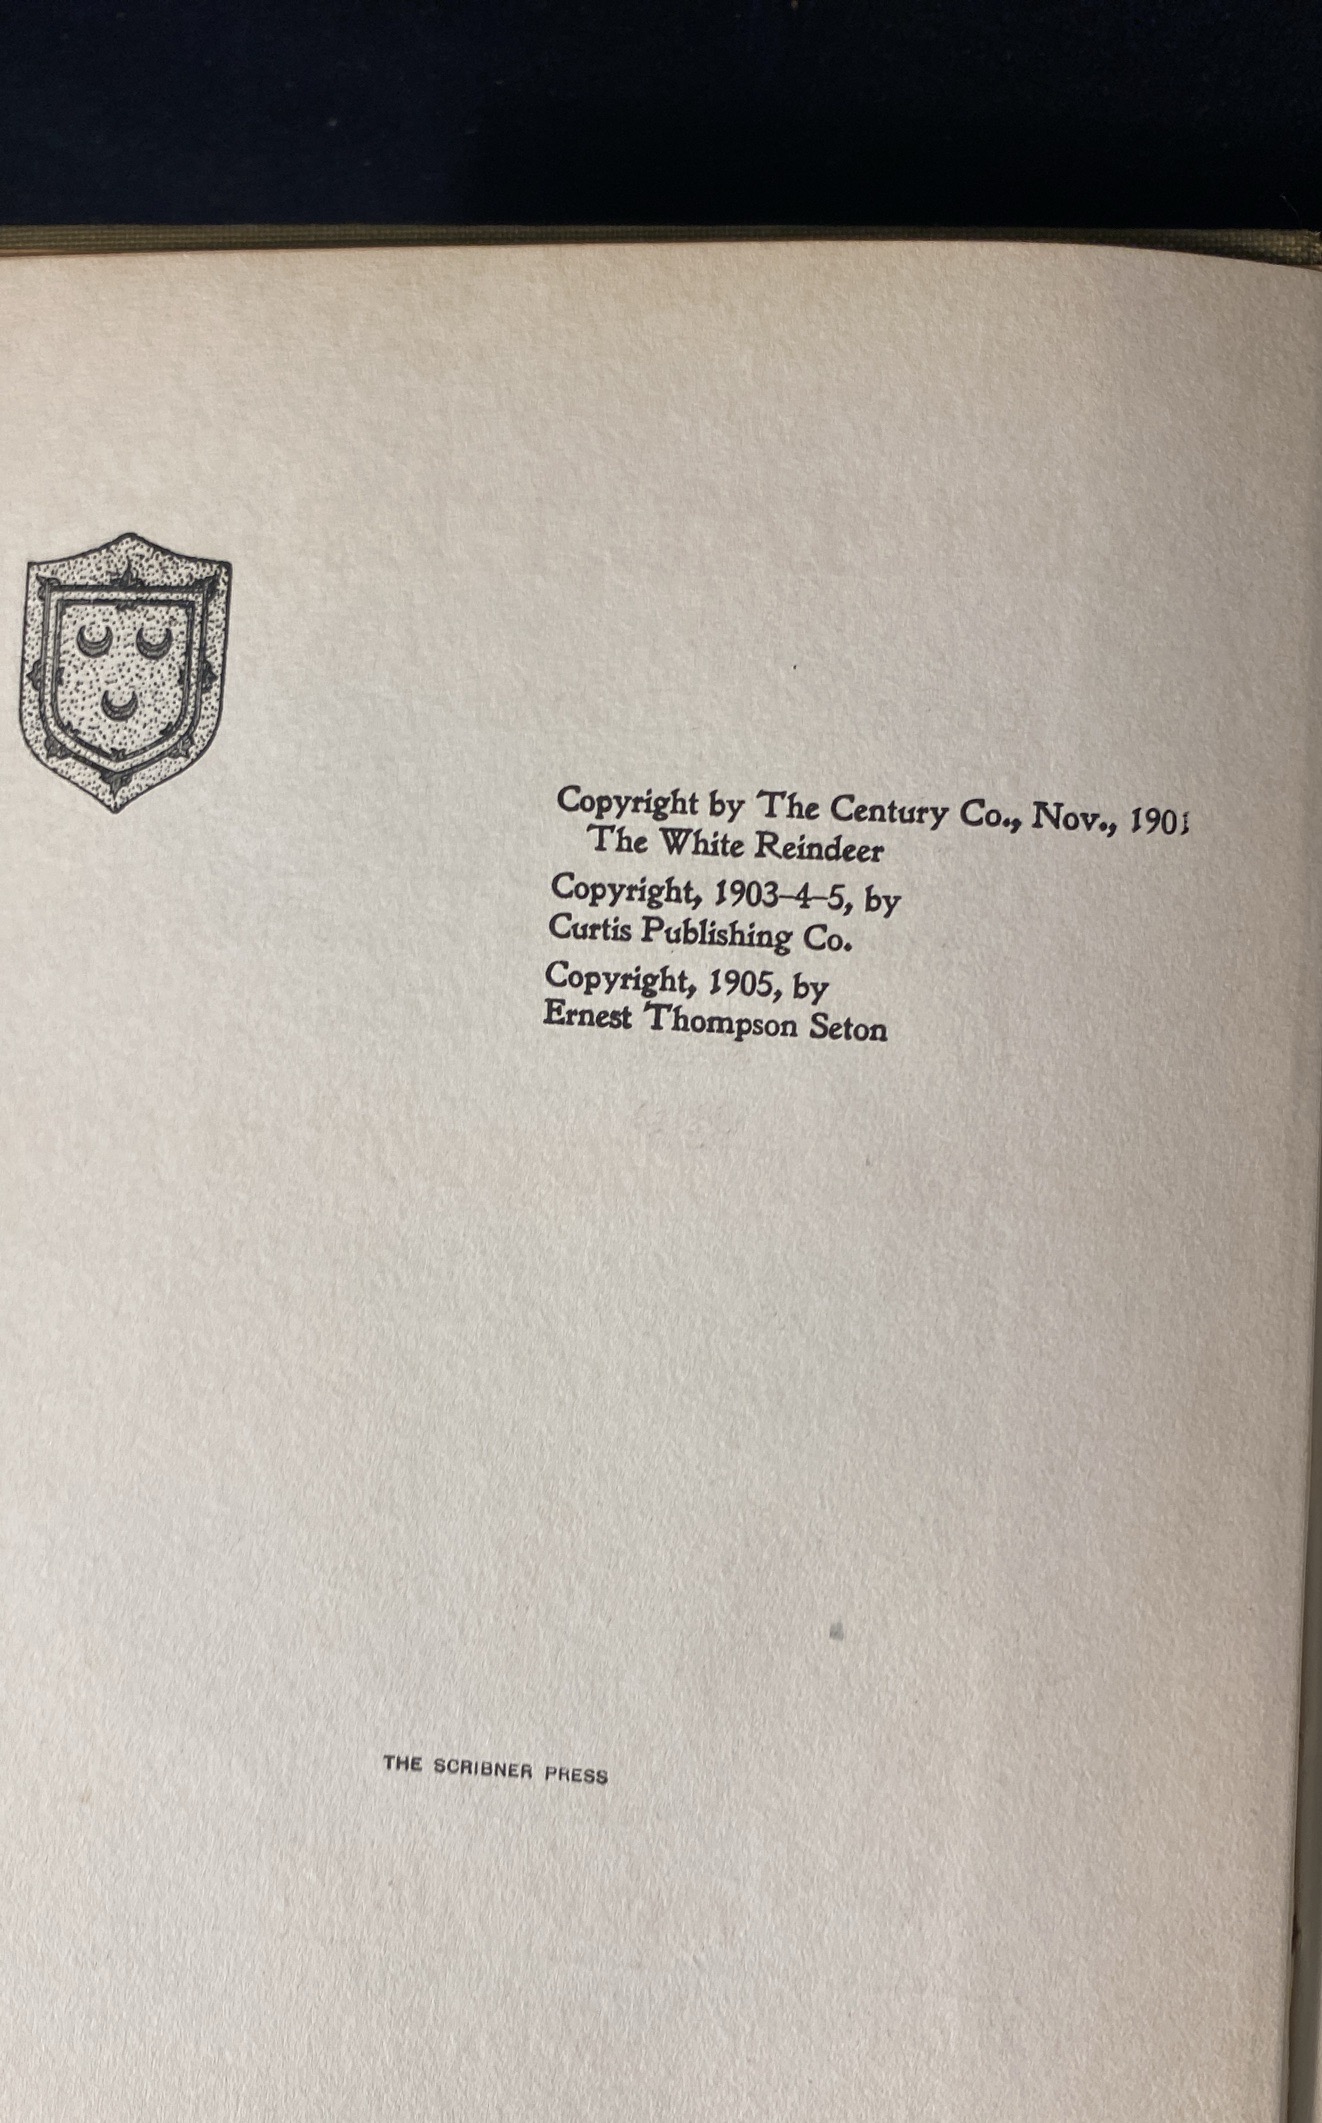 Copyright by The Century Co., Nov., 1901
The White Reindeer
Copyright, 1903–4–5, by
Curtis Publishing Co.
Copyright, 1905, by
Ernest Thompson Seton
THE SCRIBNER PRESS